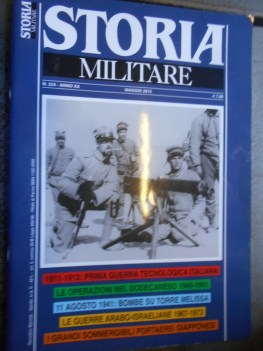 STORIA
MILITARE
STORIA
MILITARE
MAGGIO 2012
1911-1912: PRIMA GUERRA TECNOLOGICA ITALIANA
LE OPERAZIONI NEL DODECANESO 1940-1941
11 AGOSTO 1941: BOMBE SU TORRE MELISSA
LE GUERRE ARABO-ISRAELIANE 1967-1973
I GRANDI SOMMERGIBILI PORTAEREI GIAPPONESI